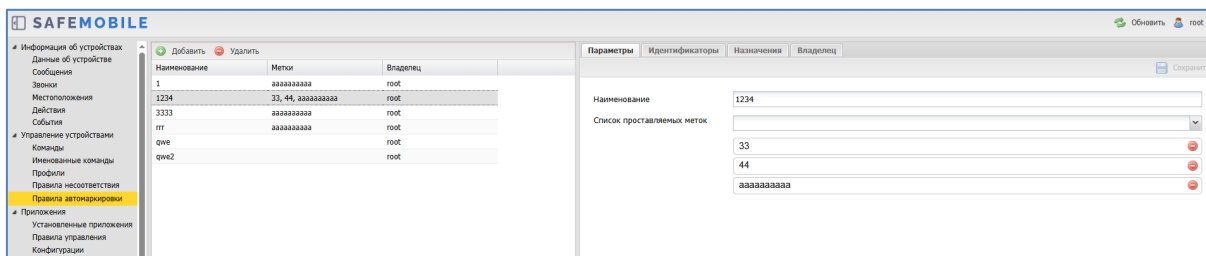 SAFEMOBILE
Обновить root
Информация об устройствах
Данные об устройстве
Сообщения
Звонки
Местоположения
Действия
События
Управление устройствами
Команды
Именованные команды
Профили
Правила несоответствия
Правила автомаркировки
Приложения
Установленные приложения
Правила управления
Конфигурации
Добавить Удалить
Наименование Метки Владелец
1 aaaaaaaaaa root
1234 33, 44, aaaaaaaaaa root
3333 aaaaaaaaaa root
rrr aaaaaaaaaa root
qwe root
qwe2 root
Параметры Идентификаторы Назначения Владелец
Сохранит
Наименование 1234
Список проставляемых меток
33
44
aaaaaaaaaa